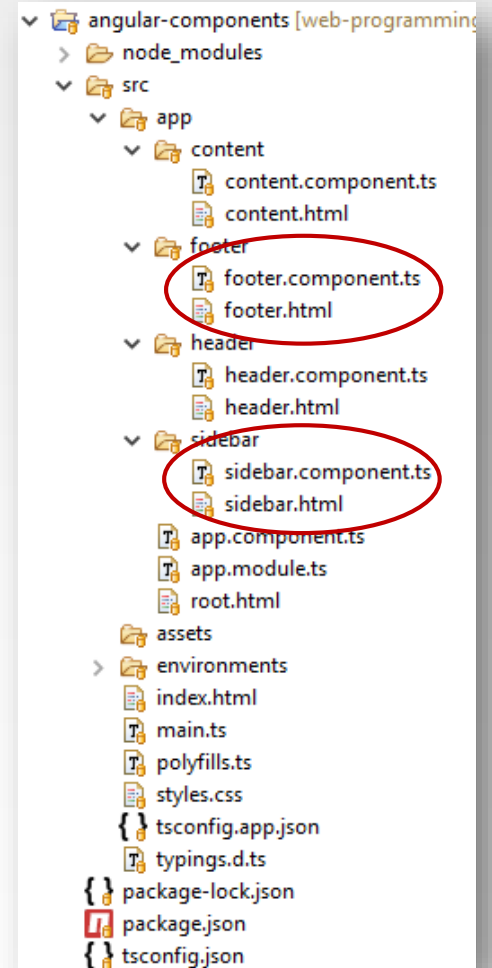 angular-components [web-programming
node_modules
src
app
content
content.component.ts
content.html
footer
footer.component.ts
footer.html
header
header.component.ts
header.html
sidebar
sidebar.component.ts
sidebar.html
app.component.ts
app.module.ts
root.html
assets
environments
index.html
main.ts
polyfills.ts
styles.css
tsconfig.app.json
typings.d.ts
package-lock.json
package.json
tsconfig.json